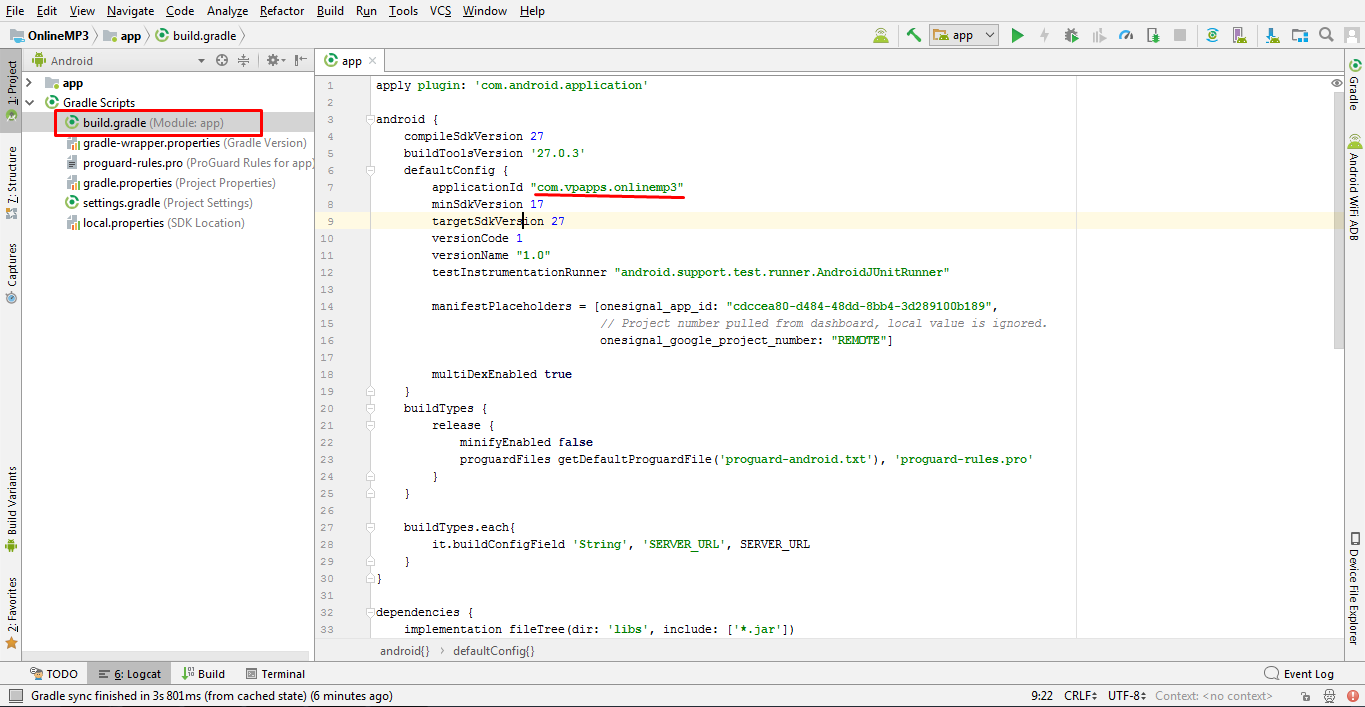 File Edit View Navigate Code Analyze Refactor Build Run Tools VCS Window Help
OnlineMP3 app build.gradle app
Android
app
1: Project
7: Structure
Captures
Build Variants
2: Favorites
app
Gradle Scripts
build.gradle (Module: app)
gradle-wrapper.properties (Gradle Version)
proguard-rules.pro (ProGuard Rules for app)
gradle.properties (Project Properties)
settings.gradle (Project Settings)
local.properties (SDK Location)
1 apply plugin: 'com.android.application'
2
3 android {
4 compileSdkVersion 27
5 buildToolsVersion '27.0.3'
6 defaultConfig {
7 applicationId "com.vpapps.onlinemp3"
8 minSdkVersion 17
9 targetSdkVersion 27
10 versionCode 1
11 versionName "1.0"
12 testInstrumentationRunner "android.support.test.runner.AndroidJUnitRunner"
13
14 manifestPlaceholders = [onesignal_app_id: "cdccea80-d484-48dd-8bb4-3d289100b189",
15 // Project number pulled from dashboard, local value is ignored.
16 onesignal_google_project_number: "REMOTE"]
17
18 multiDexEnabled true
19 }
20 buildTypes {
21 release {
22 minifyEnabled false
23 proguardFiles getDefaultProguardFile('proguard-android.txt'), 'proguard-rules.pro'
24 }
25 }
26
27 buildTypes.each{
28 it.buildConfigField 'String', 'SERVER_URL', SERVER_URL
29 }
30 }
31
32 dependencies {
33 implementation fileTree(dir: 'libs', include: ['*.jar'])
android{} › defaultConfig{}
Gradle
Android WiFi ADB
Device File Explorer
TODO 6: Logcat Build Terminal Event Log
Gradle sync finished in 3s 801ms (from cached state) (6 minutes ago) 9:22 CRLF UTF-8 Context: <no context>